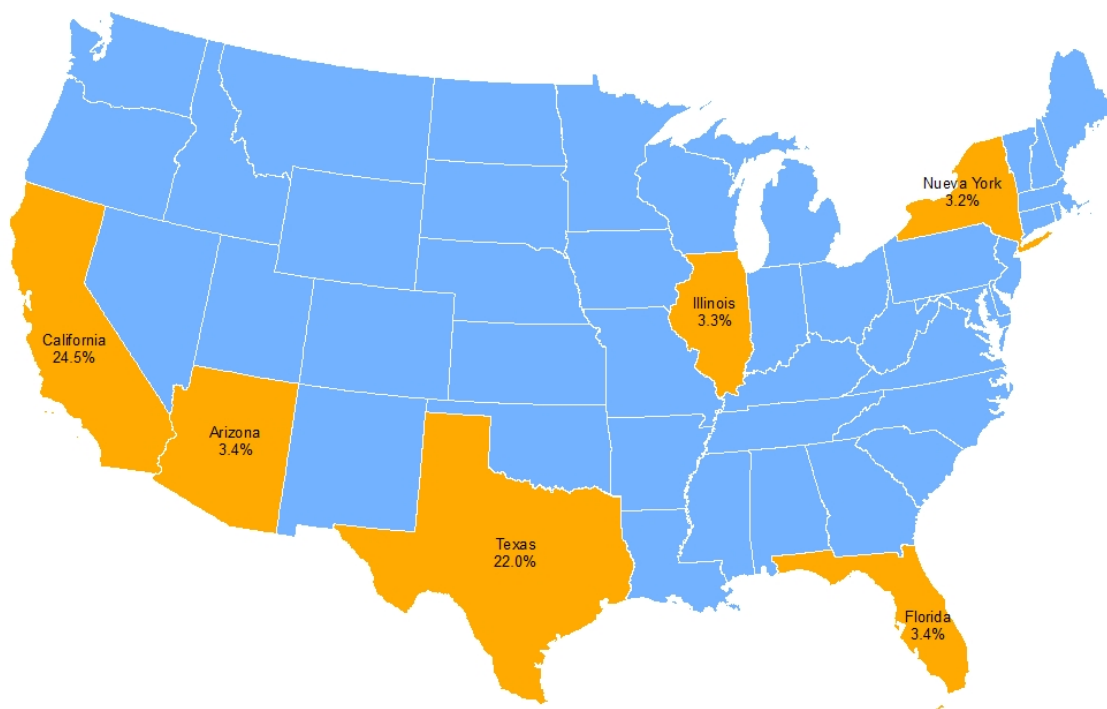 Nueva York
3.2%
Illinois
3.3%
California
24.5%
Arizona
3.4%
Texas
22.0%
Florida
3.4%